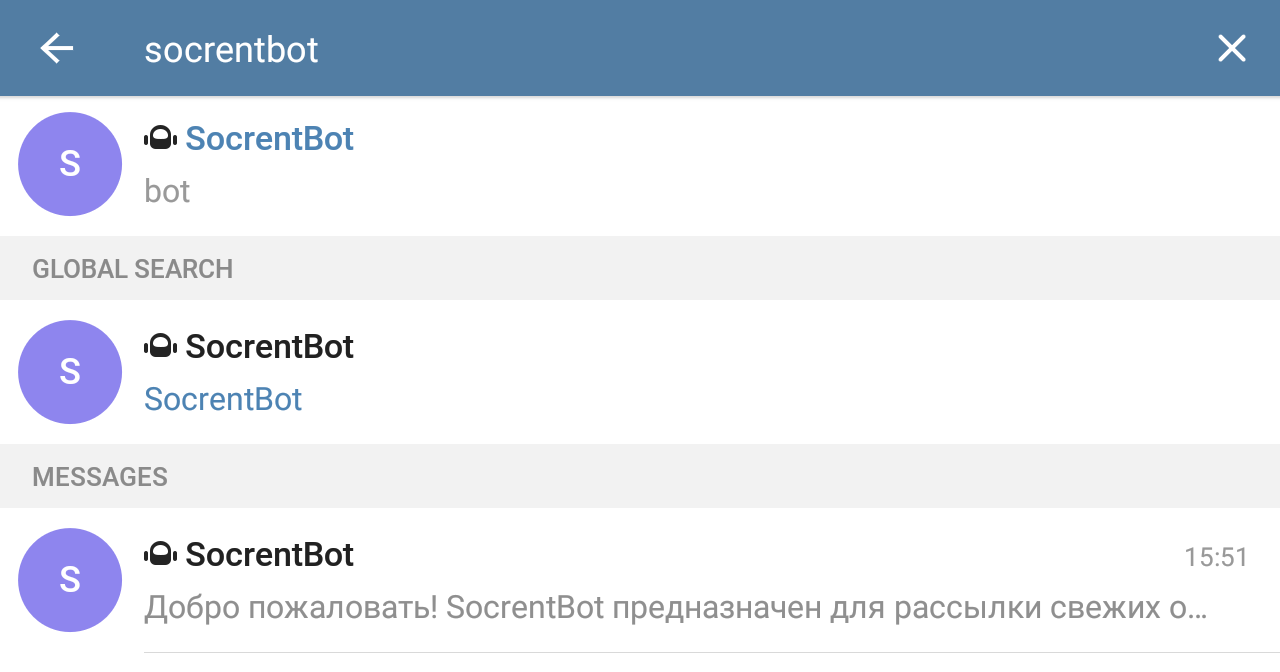 socrentbot
S
SocrentBot
bot
GLOBAL SEARCH
S
SocrentBot
SocrentBot
MESSAGES
S
SocrentBot
15:51
Добро пожаловать! SocrentBot предназначен для рассылки свежих о...